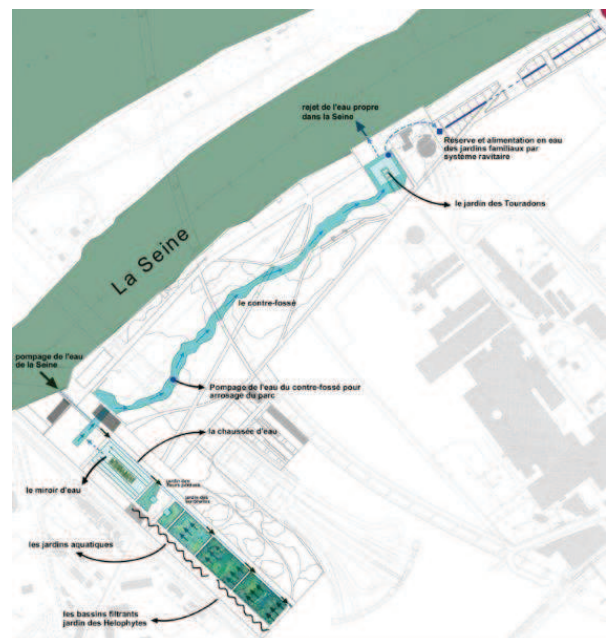 rejet de l'eau propre
dans la Seine
Réserve et alimentation en eau
des jardins familiaux par
système ravitaire
le jardin des Touradons
La Seine
le contre-fossé
pompage de l'eau
de la Seine
Pompage de l'eau du contre-fossé pour
arrosage du parc
la chaussée d'eau
le miroir d'eau
les jardins aquatiques
les bassins filtrants
jardin des Helophytes